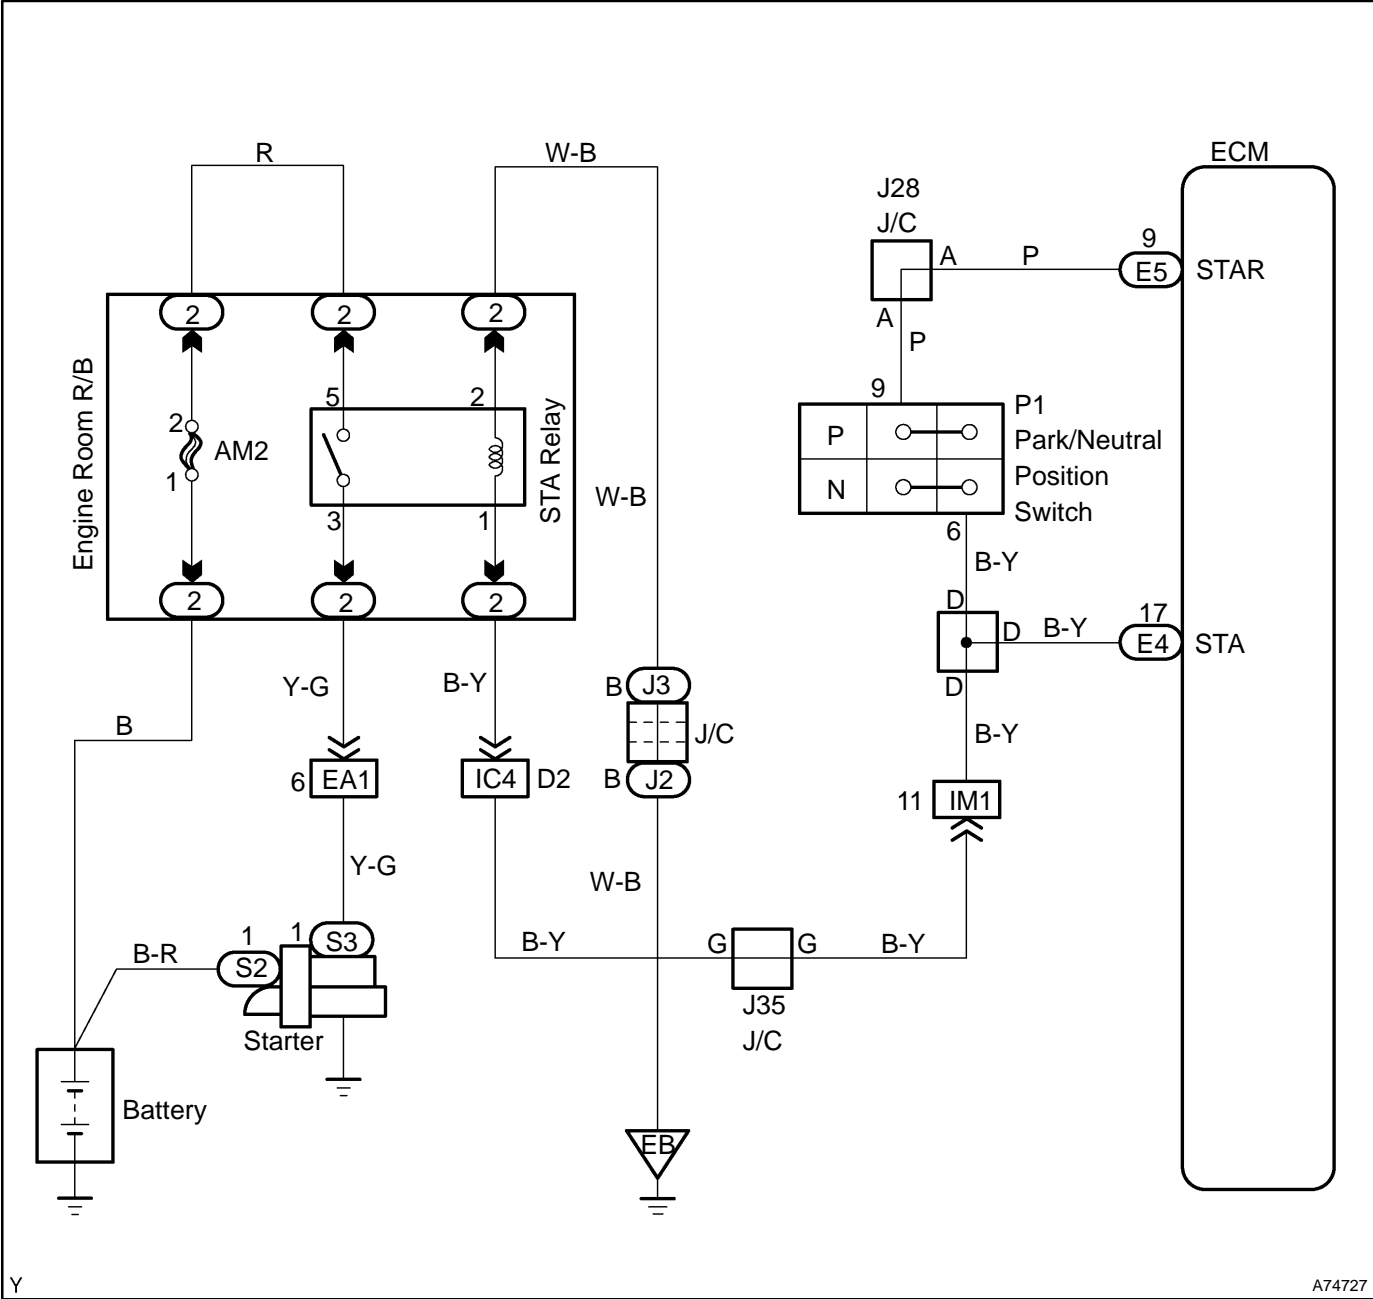 R
W-B
ECM
J28
J/C
9
A
P
E5
STAR
2
2
2
A
P
Engine Room R/B
5
2
STA Relay
9
P1
Park/Neutral
Position
Switch
P
N
2
AM2
1
W-B
3
1
6
B-Y
2
2
2
D
D
B-Y
17
E4
STA
D
Y-G
B-Y
B
J3
B
J/C
B-Y
6
EA1
IC4
D2
B
J2
11
IM1
Y-G
W-B
B-R
1
1
S3
S2
B-Y
G
G
B-Y
J35
J/C
Starter
Battery
EB
Y
A74727